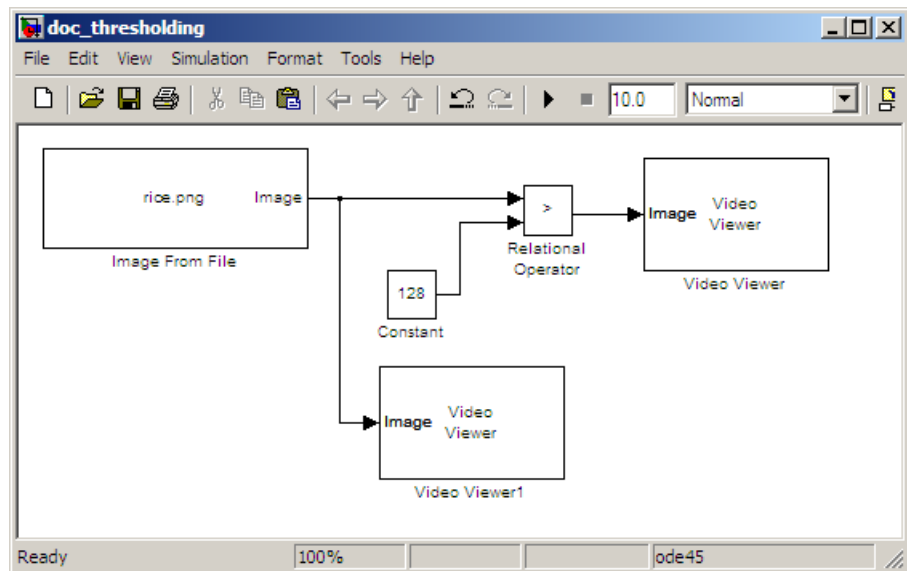 doc_thresholding
File Edit View Simulation Format Tools Help
10.0 Normal
rice.png Image
Image From File
>
Relational
Operator
Image Video
Viewer
Video Viewer
128
Constant
Image Video
Viewer
Video Viewer1
Ready 100% ode45